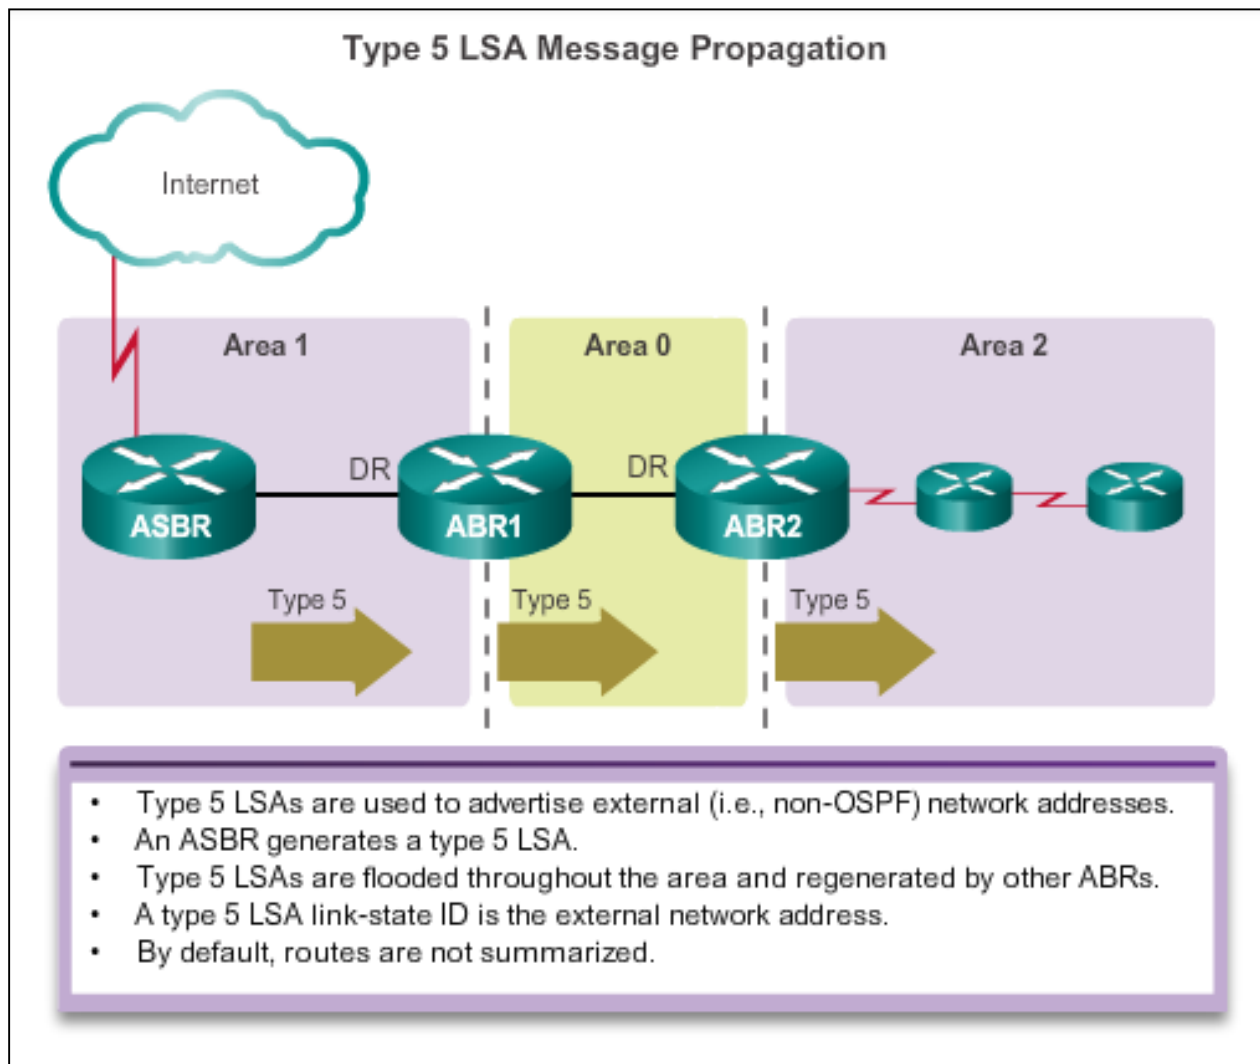 Type 5 LSA Message Propagation
Internet
Area 1
Area 0
Area 2
DR
DR
ASBR
ABR1
ABR2
Type 5
Type 5
Type 5
• Type 5 LSAs are used to advertise external (i.e., non-OSPF) network addresses.
• An ASBR generates a type 5 LSA.
• Type 5 LSAs are flooded throughout the area and regenerated by other ABRs.
• A type 5 LSA link-state ID is the external network address.
• By default, routes are not summarized.